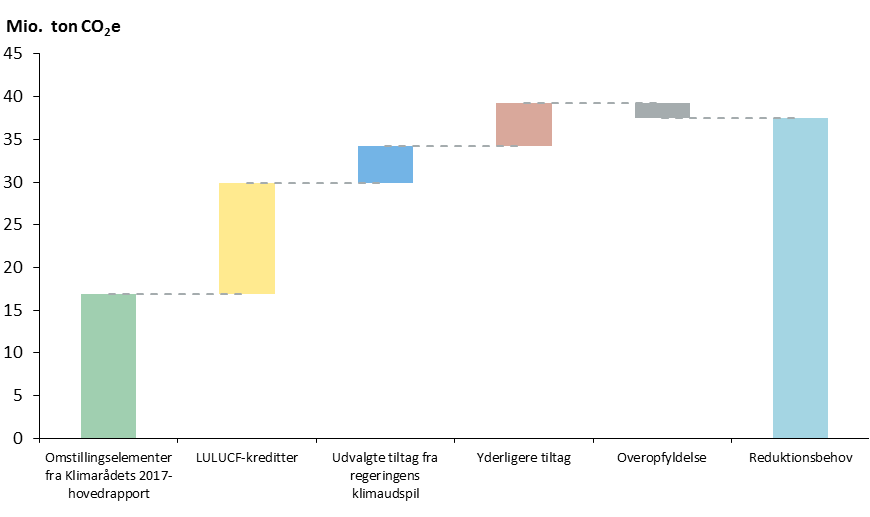 Mio. ton CO₂e
45
40
35
30
25
20
15
10
5
0
Omstillingselementer
fra Klimarådets 2017-
hovedrapport
LULUCF-kreditter
Udvalgte tiltag fra
regeringens
klimaudspil
Yderligere tiltag
Overopfyldelse
Reduktionsbehov